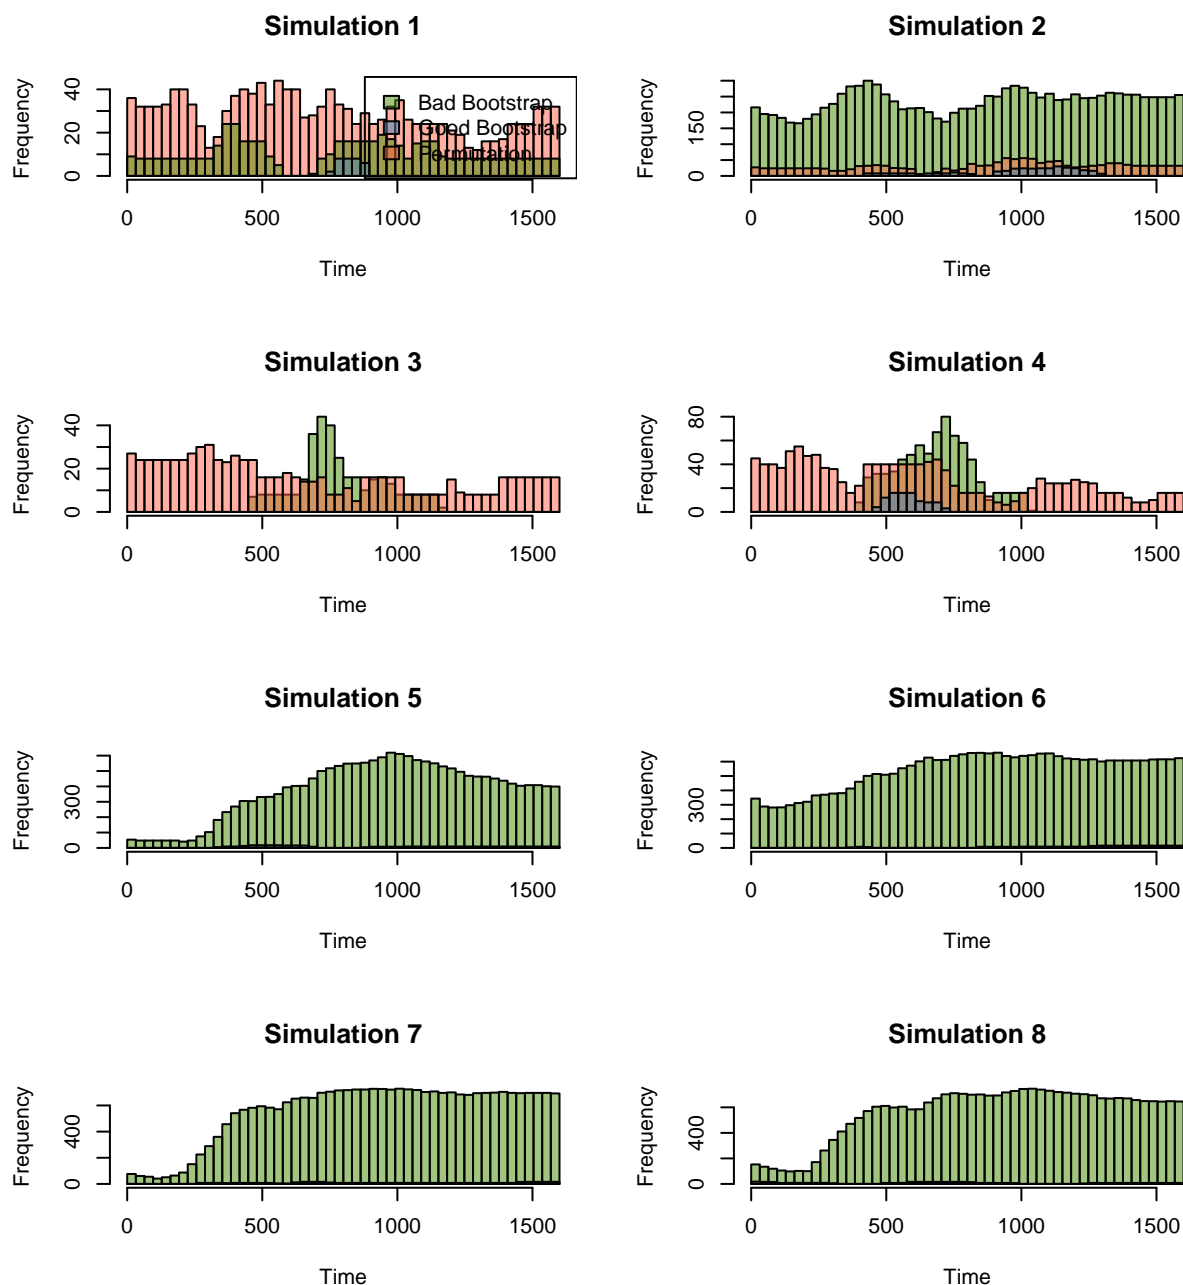 Simulation 1
Frequency
0 20 40
0 500 1000 1500
Time
Bad Bootstrap
Good Bootstrap
Permutation
Simulation 2
Frequency
0 150
0 500 1000 1500
Time
Simulation 3
Frequency
0 20 40
0 500 1000 1500
Time
Simulation 4
Frequency
0 40 80
0 500 1000 1500
Time
Simulation 5
Frequency
0 300
0 500 1000 1500
Time
Simulation 6
Frequency
0 300
0 500 1000 1500
Time
Simulation 7
Frequency
0 400
0 500 1000 1500
Time
Simulation 8
Frequency
0 400
0 500 1000 1500
Time